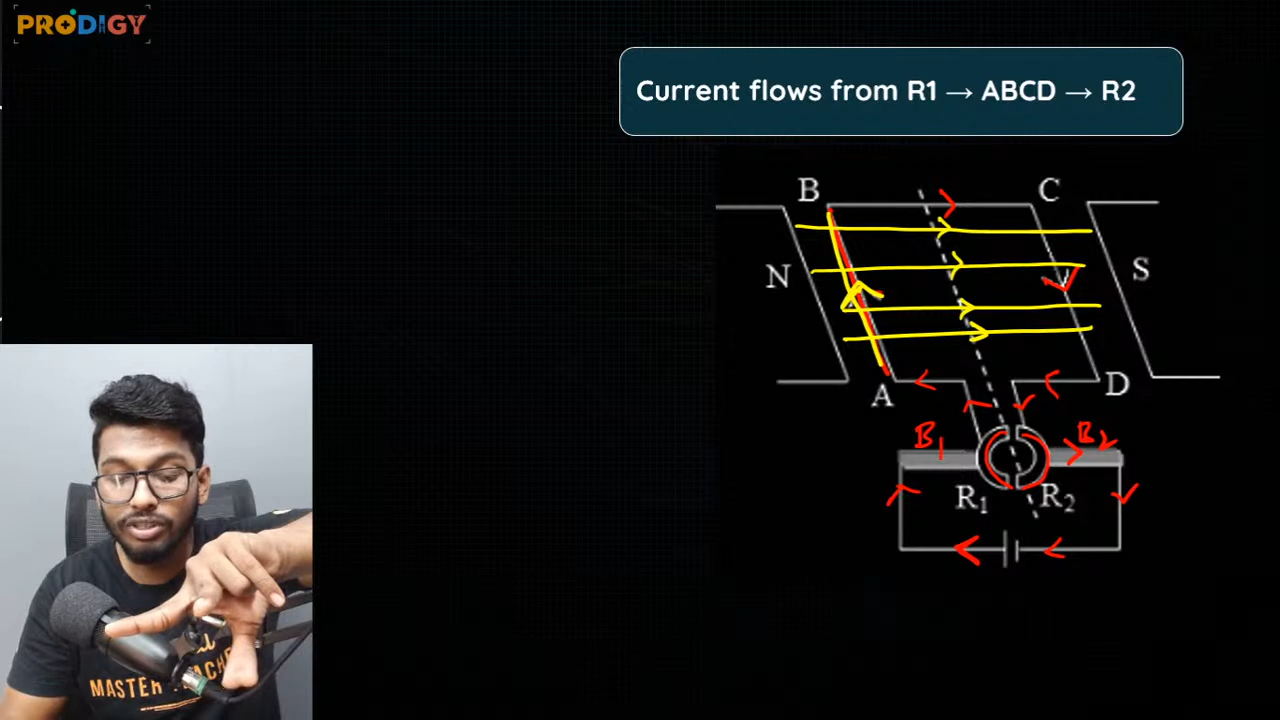 PRODIGY
Current flows from R1 → ABCD → R2
B
C
N
S
A
D
B1
B2
R1
R2
MASTER